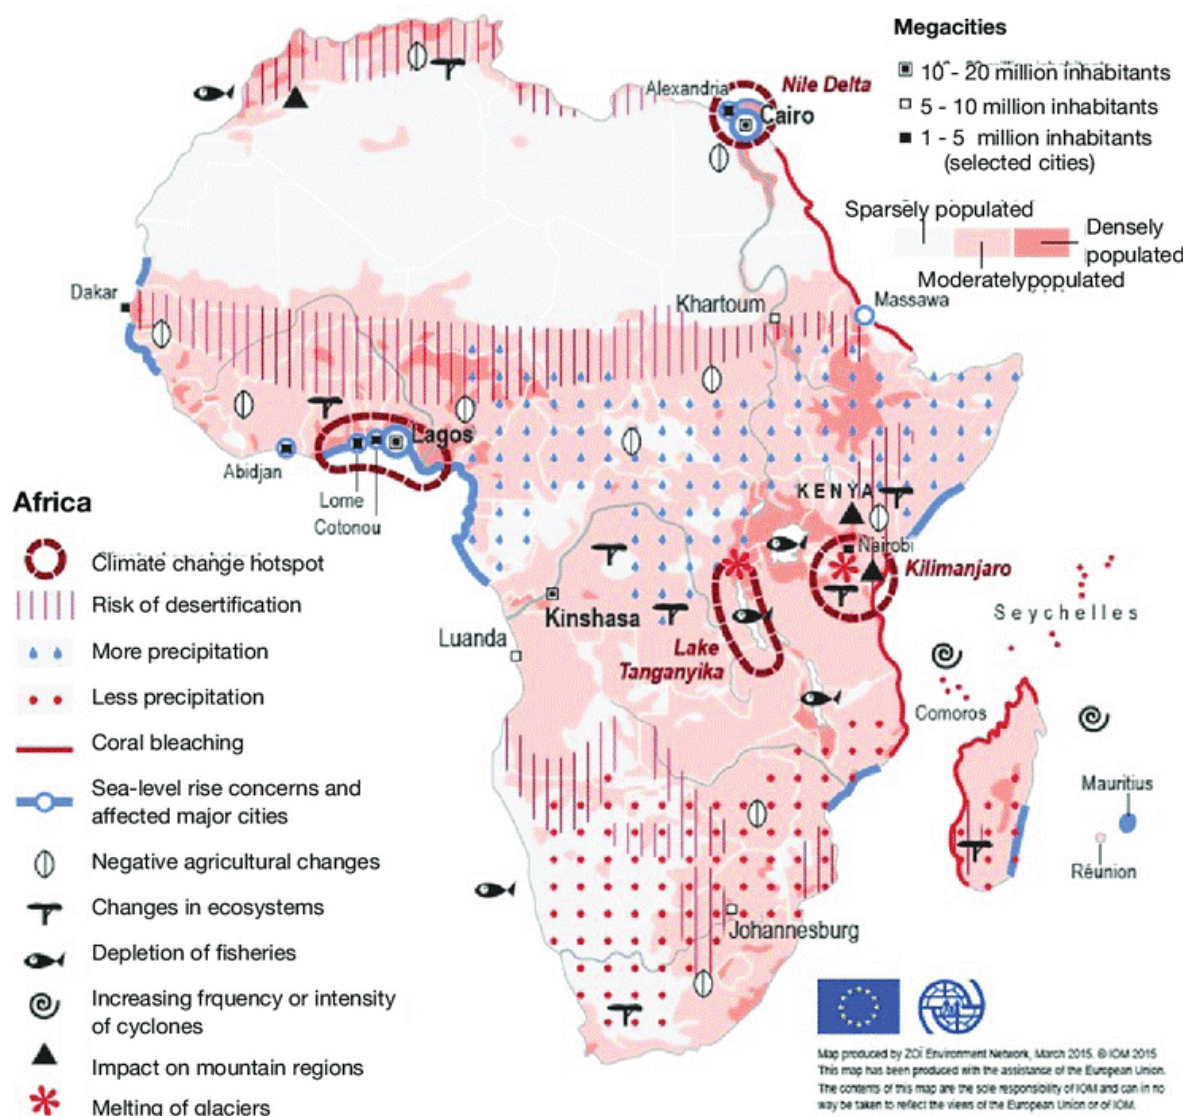 Megacities
10 - 20 million inhabitants
5 - 10 million inhabitants
1 - 5 million inhabitants
(selected cities)
Sparsely populated
Densely
populated
Moderatelypopulated
Alexandria
Nile Delta
Cairo
Dakar
Khartoum
Massawa
Lagos
Abidjan
Lome
Cotonou
KENYA
Nairobi
Kilimanjaro
Kinshasa
Luanda
Lake
Tanganyika
Seychelles
Comoros
Mauritius
Réunion
Johannesburg
Africa
Climate change hotspot
Risk of desertification
More precipitation
Less precipitation
Coral bleaching
Sea-level rise concerns and
affected major cities
Negative agricultural changes
Changes in ecosystems
Depletion of fisheries
Increasing frquency or intensity
of cyclones
Impact on mountain regions
Melting of glaciers
Map produced by ZOÏ Environment Network, March 2015. © IOM 2015
This map has been produced with the assistance of the European Union.
The contents of this map are the sole responsibility of IOM and can in no
way be taken to reflect the views of the European Union or of IOM.